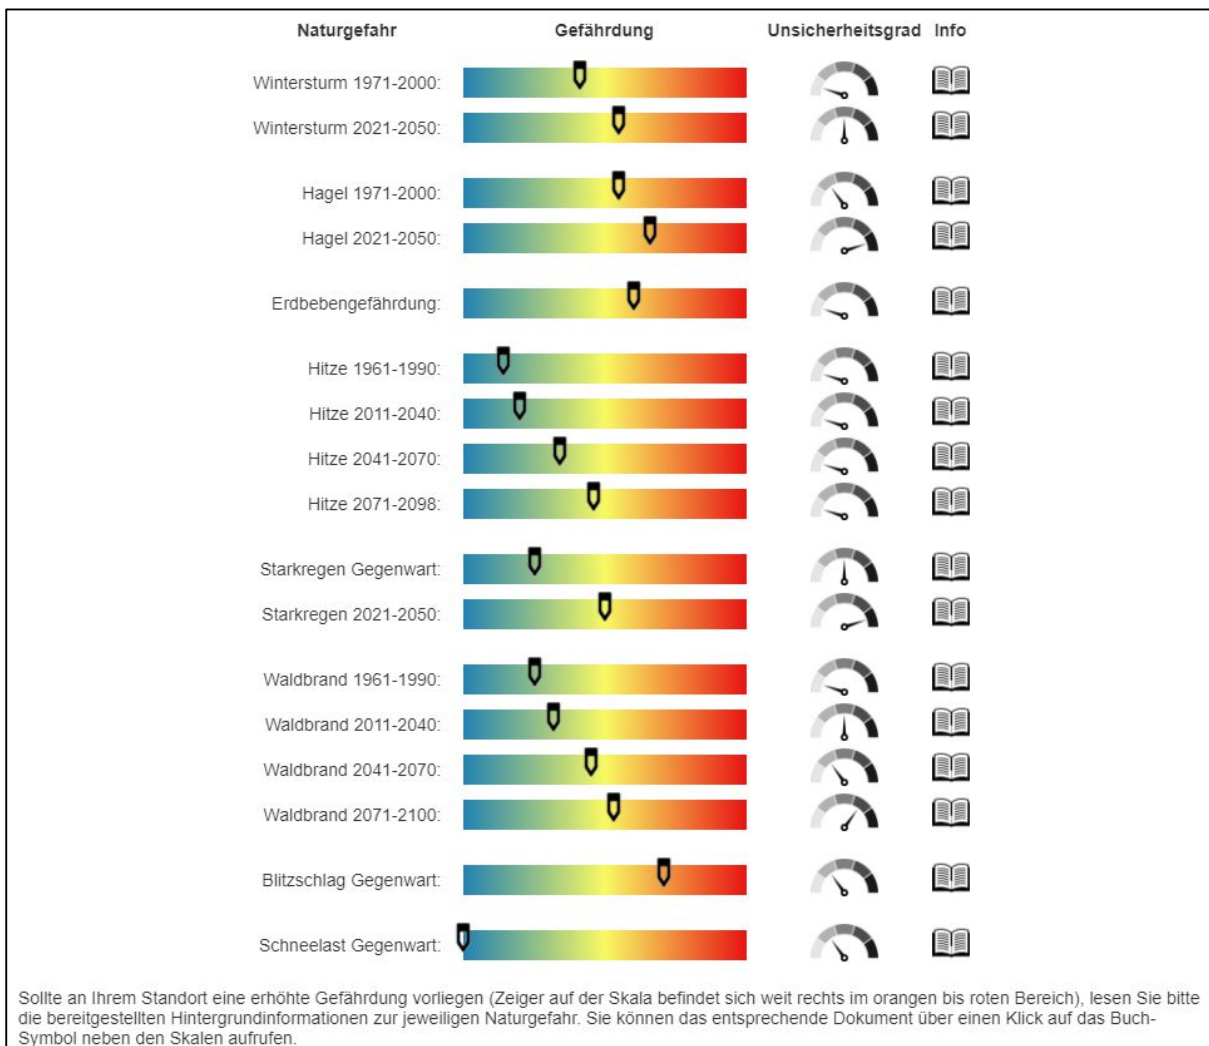 Naturgefahr Gefährdung Unsicherheitsgrad Info
Wintersturm 1971-2000:
Wintersturm 2021-2050:
Hagel 1971-2000:
Hagel 2021-2050:
Erdbebengefährdung:
Hitze 1961-1990:
Hitze 2011-2040:
Hitze 2041-2070:
Hitze 2071-2098:
Starkregen Gegenwart:
Starkregen 2021-2050:
Waldbrand 1961-1990:
Waldbrand 2011-2040:
Waldbrand 2041-2070:
Waldbrand 2071-2100:
Blitzschlag Gegenwart:
Schneelast Gegenwart:
Sollte an Ihrem Standort eine erhöhte Gefährdung vorliegen (Zeiger auf der Skala befindet sich weit rechts im orangen bis roten Bereich), lesen Sie bitte
die bereitgestellten Hintergrundinformationen zur jeweiligen Naturgefahr. Sie können das entsprechende Dokument über einen Klick auf das Buch-
Symbol neben den Skalen aufrufen.